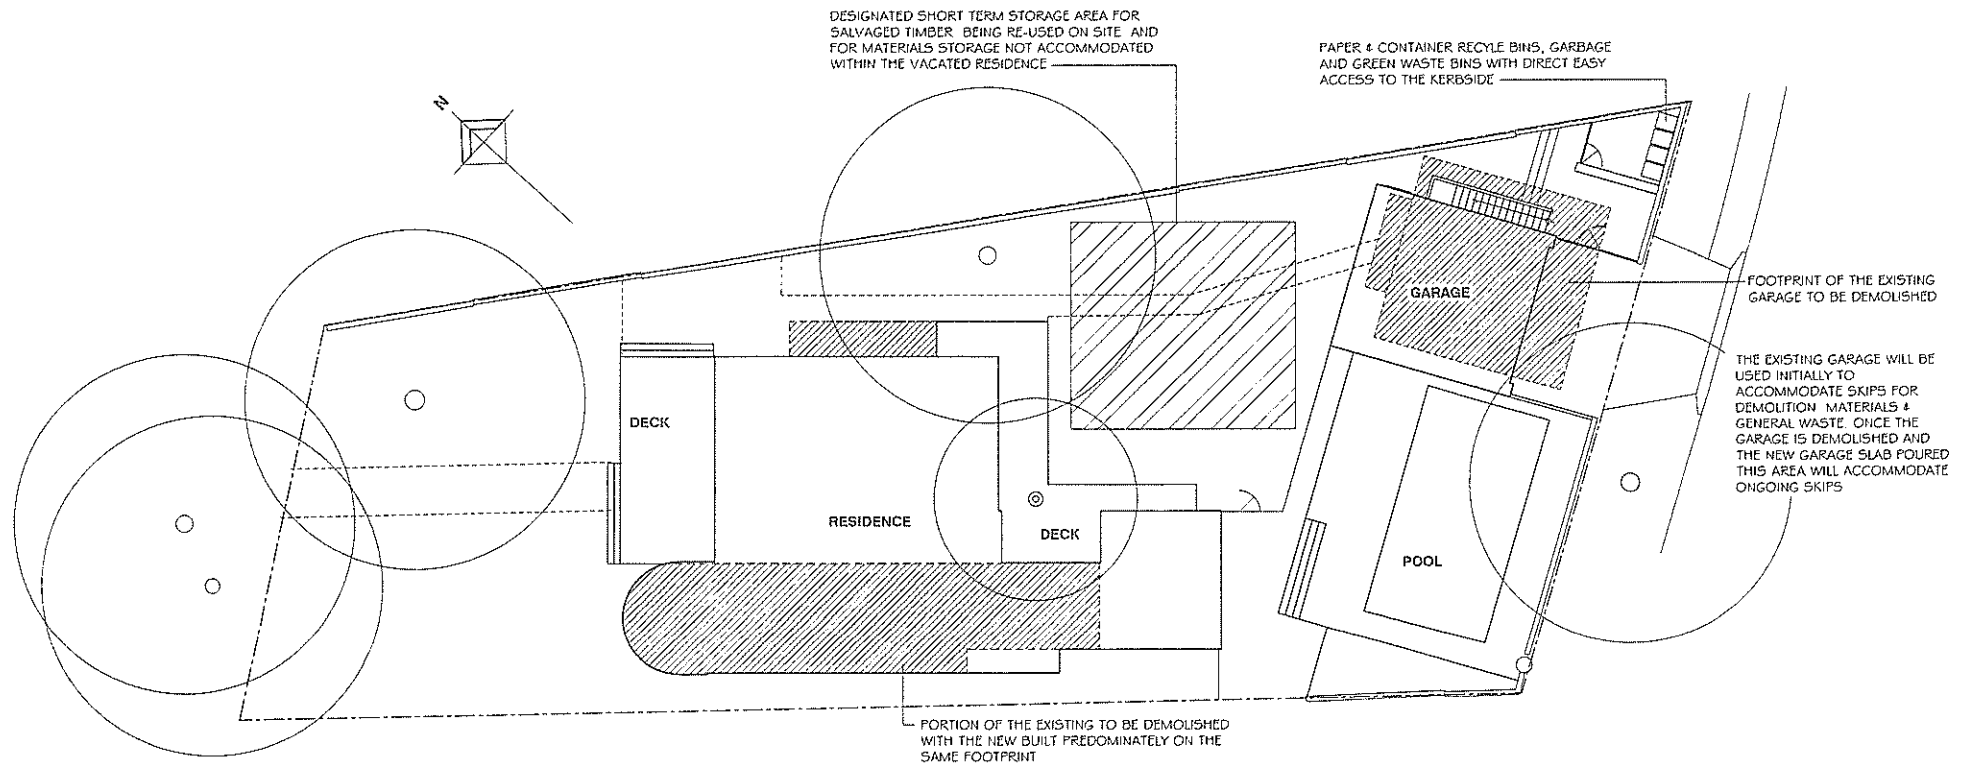 DESIGNATED SHORT TERM STORAGE AREA FOR
SALVAGED TIMBER BEING RE-USED ON SITE AND
FOR MATERIALS STORAGE NOT ACCOMMODATED
WITHIN THE VACATED RESIDENCE
PAPER & CONTAINER RECYLE BINS, GARBAGE
AND GREEN WASTE BINS WITH DIRECT EASY
ACCESS TO THE KERBSIDE
N
FOOTPRINT OF THE EXISTING
GARAGE TO BE DEMOLISHED
GARAGE
THE EXISTING GARAGE WILL BE
USED INITIALLY TO
ACCOMMODATE SKIPS FOR
DEMOLITION MATERIALS &
GENERAL WASTE. ONCE THE
GARAGE IS DEMOLISHED AND
THE NEW GARAGE SLAB POURED
THIS AREA WILL ACCOMMODATE
ONGOING SKIPS
DECK
RESIDENCE
DECK
POOL
PORTION OF THE EXISTING TO BE DEMOLISHED
WITH THE NEW BUILT PREDOMINATELY ON THE
SAME FOOTPRINT